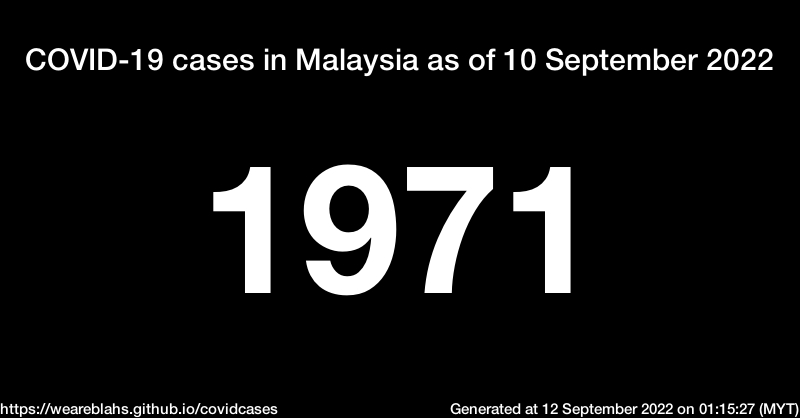 COVID-19 cases in Malaysia as of 10 September 2022
1971
https://weareblahs.github.io/covidcases
Generated at 12 September 2022 on 01:15:27 (MYT)